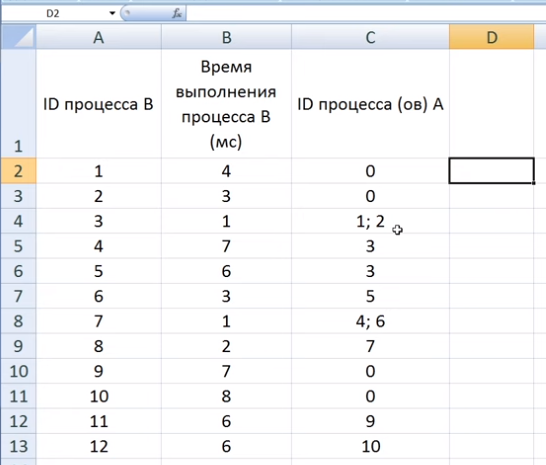 D2 fx
A B C D
1 ID процесса B Время выполнения процесса B (мс) ID процесса (ов) A
2 1 4 0
3 2 3 0
4 3 1 1; 2
5 4 7 3
6 5 6 3
7 6 3 5
8 7 1 4; 6
9 8 2 7
10 9 7 0
11 10 8 0
12 11 6 9
13 12 6 10